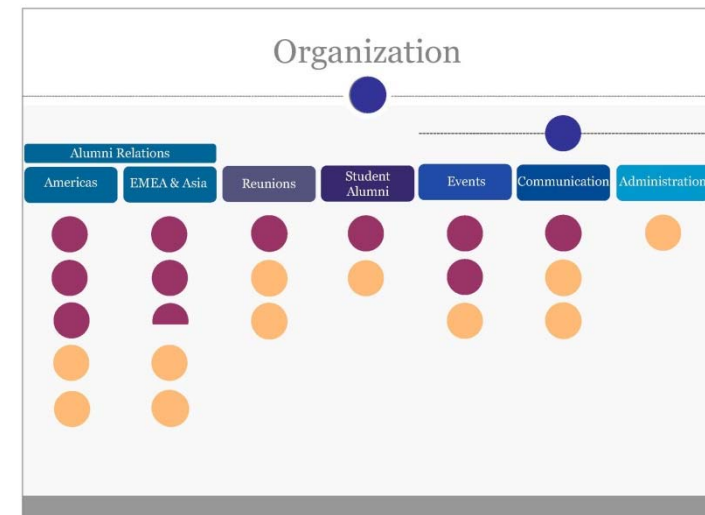 Organization
Alumni Relations
Americas
EMEA & Asia
Reunions
Student
Alumni
Events
Communication
Administration